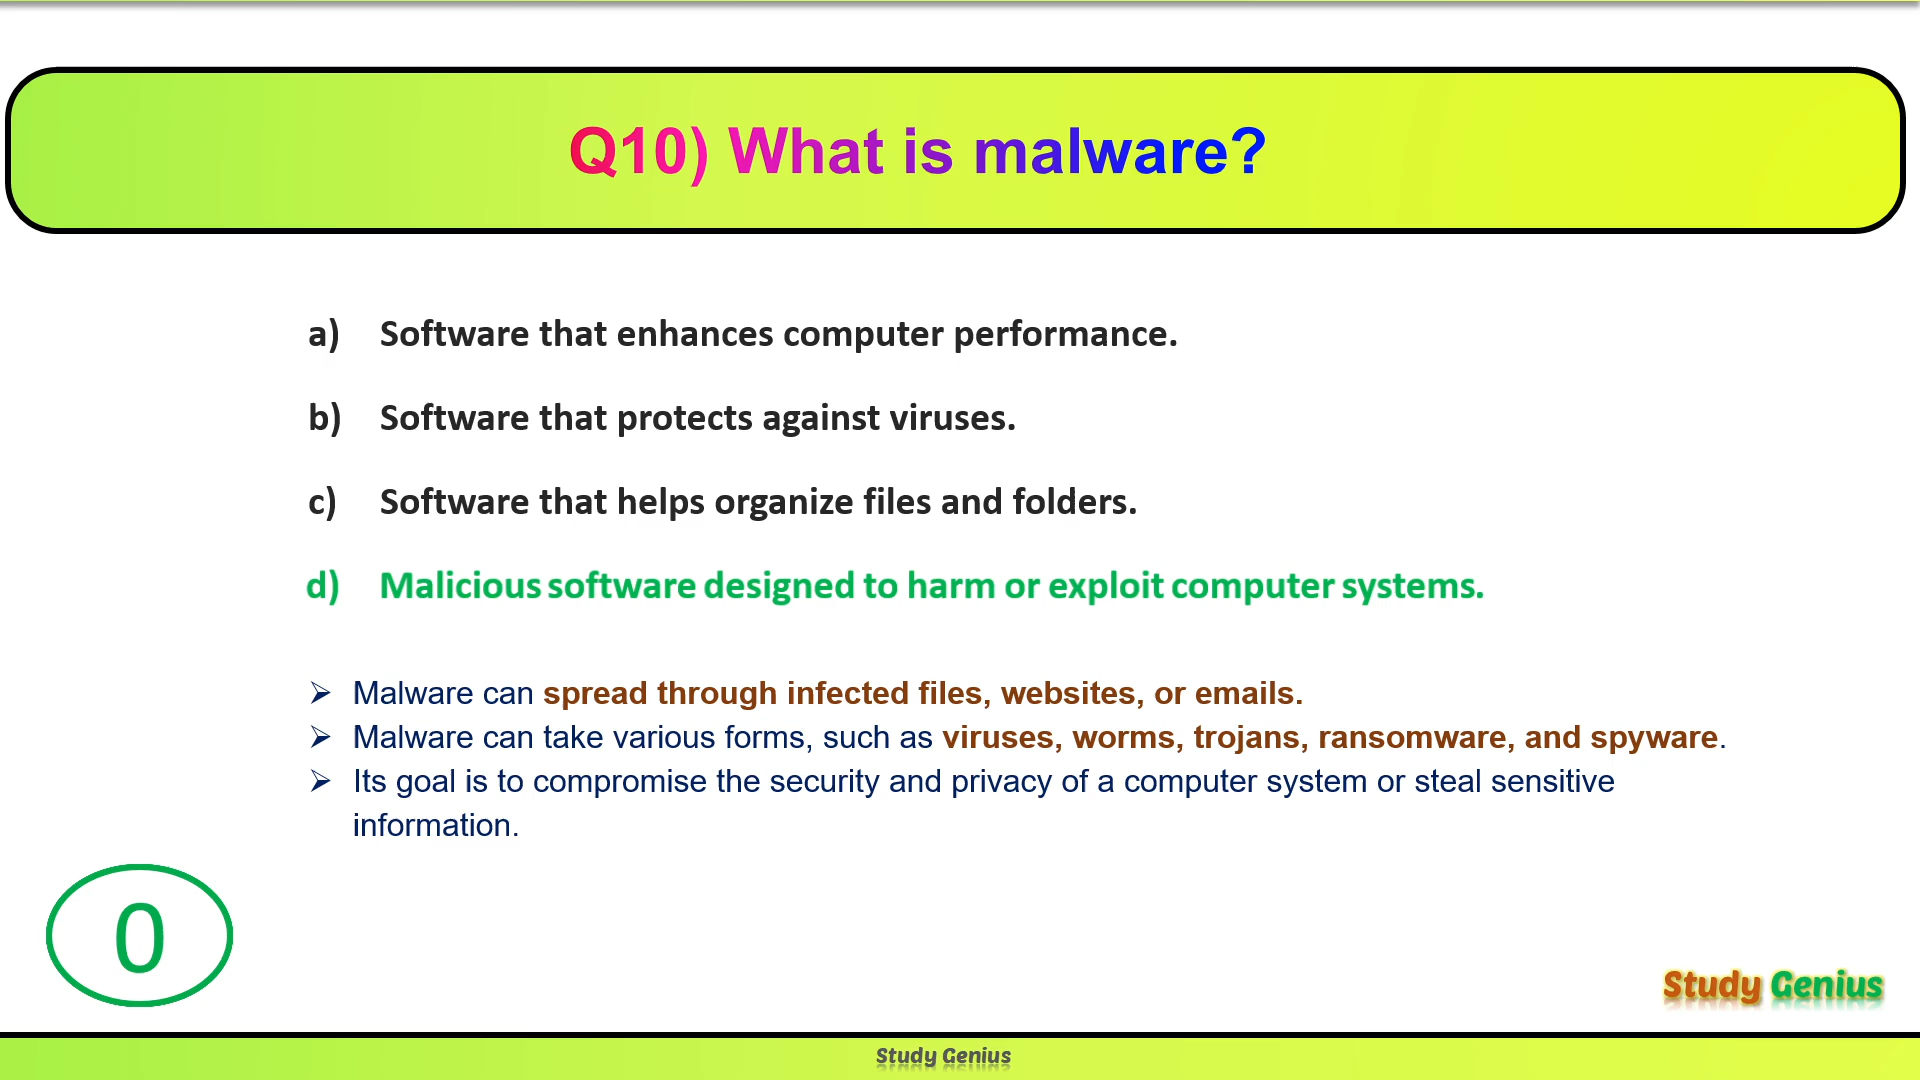 Q10) What is malware?
a) Software that enhances computer performance.
b) Software that protects against viruses.
c) Software that helps organize files and folders.
d) Malicious software designed to harm or exploit computer systems.
➢ Malware can spread through infected files, websites, or emails.
➢ Malware can take various forms, such as viruses, worms, trojans, ransomware, and spyware.
➢ Its goal is to compromise the security and privacy of a computer system or steal sensitive
information.
0
Study Genius
Study Genius